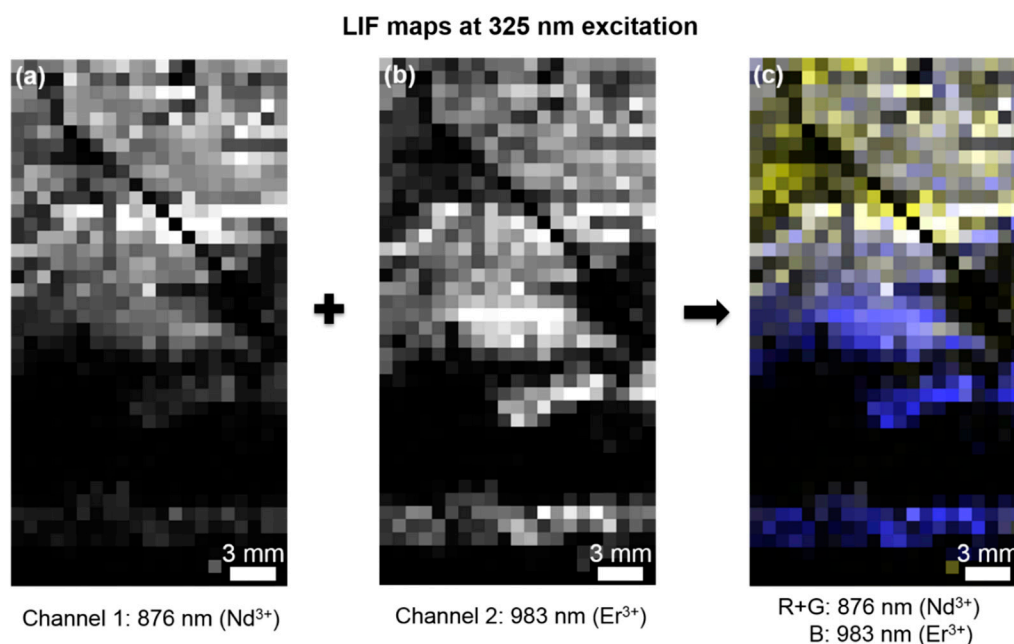 LIF maps at 325 nm excitation
(a)
(b)
(c)
3 mm
3 mm
3 mm
Channel 1: 876 nm (Nd³⁺)
Channel 2: 983 nm (Er³⁺)
R+G: 876 nm (Nd³⁺)
B: 983 nm (Er³⁺)